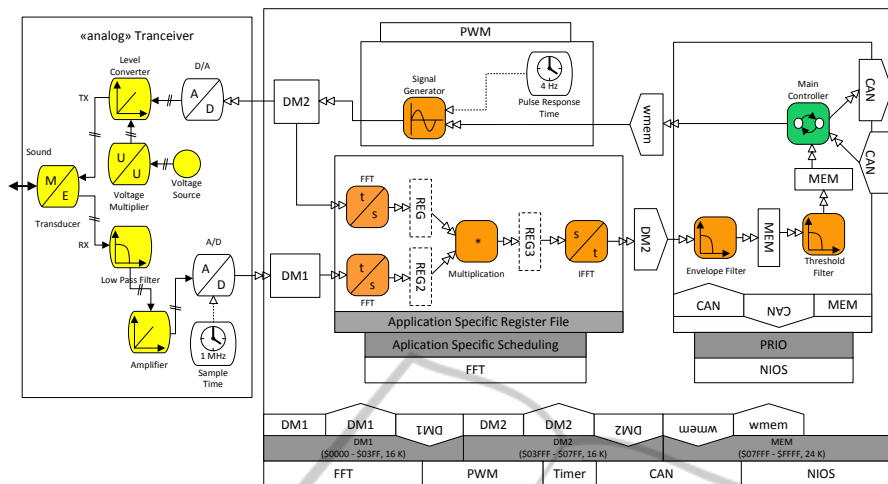 «analog» Tranceiver
Level
Converter
D/A
TX
A
D
Sound
M
E
Transducer
U
U
Voltage
Multiplier
Voltage
Source
RX
Low Pass Filter
A/D
A
D
Amplifier
1 MHz
Sample
Time
PWM
Signal
Generator
4 Hz
Pulse Response
Time
DM2
wmem
Main
Controller
CAN
CAN
MEM
FFT
t
s
REG
*
Multiplication
REG3
s
t
IFFT
DM2
DM1
t
s
FFT
REG2
Envelope Filter
MEM
Threshold
Filter
CAN
CAN
MEM
Application Specific Register File
Aplication Specific Scheduling
FFT
PRIO
NIOS
DM1
DM1
DM1
DM2
DM2
DM2
wmem
wmem
DM1
($0000 - $03FF, 16 K)
DM2
($03FFF - $07FF, 16 K)
MEM
($07FFF - $FFFF, 24 K)
FFT
PWM
Timer
CAN
NIOS